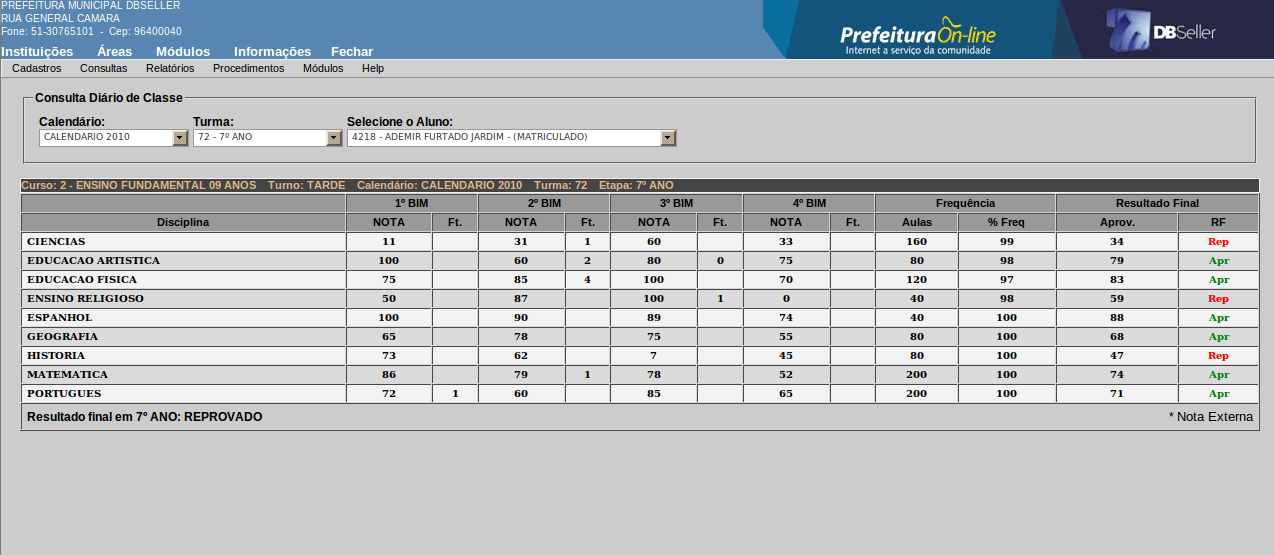 PREFEITURA MUNICIPAL DBSELLER
RUA GENERAL CAMARA
Fone: 51-30765101 - Cep: 96400040
Instituições Áreas Módulos Informações Fechar
Prefeitura On-line
Internet a serviço da comunidade
DBSeller
Cadastros Consultas Relatórios Procedimentos Módulos Help
Consulta Diário de Classe
Calendário: Turma: Selecione o Aluno:
CALENDARIO 2010 72 - 7º ANO 4218 - ADEMIR FURTADO JARDIM - (MATRICULADO)
Curso: 2 - ENSINO FUNDAMENTAL 09 ANOS Turno: TARDE Calendário: CALENDARIO 2010 Turma: 72 Etapa: 7º ANO
1º BIM 2º BIM 3º BIM 4º BIM Frequência Resultado Final
Disciplina NOTA Ft. NOTA Ft. NOTA Ft. NOTA Ft. Aulas % Freq Aprov. RF
CIENCIAS 11 31 1 60 33 160 99 34 Rep
EDUCACAO ARTISTICA 100 60 2 80 0 75 80 98 79 Apr
EDUCACAO FISICA 75 85 4 100 70 120 97 83 Apr
ENSINO RELIGIOSO 50 87 100 1 0 40 98 59 Rep
ESPANHOL 100 90 89 74 40 100 88 Apr
GEOGRAFIA 65 78 75 55 80 100 68 Apr
HISTORIA 73 62 7 45 80 100 47 Rep
MATEMATICA 86 79 1 78 52 200 100 74 Apr
PORTUGUES 72 1 60 85 65 200 100 71 Apr
Resultado final em 7º ANO: REPROVADO * Nota Externa